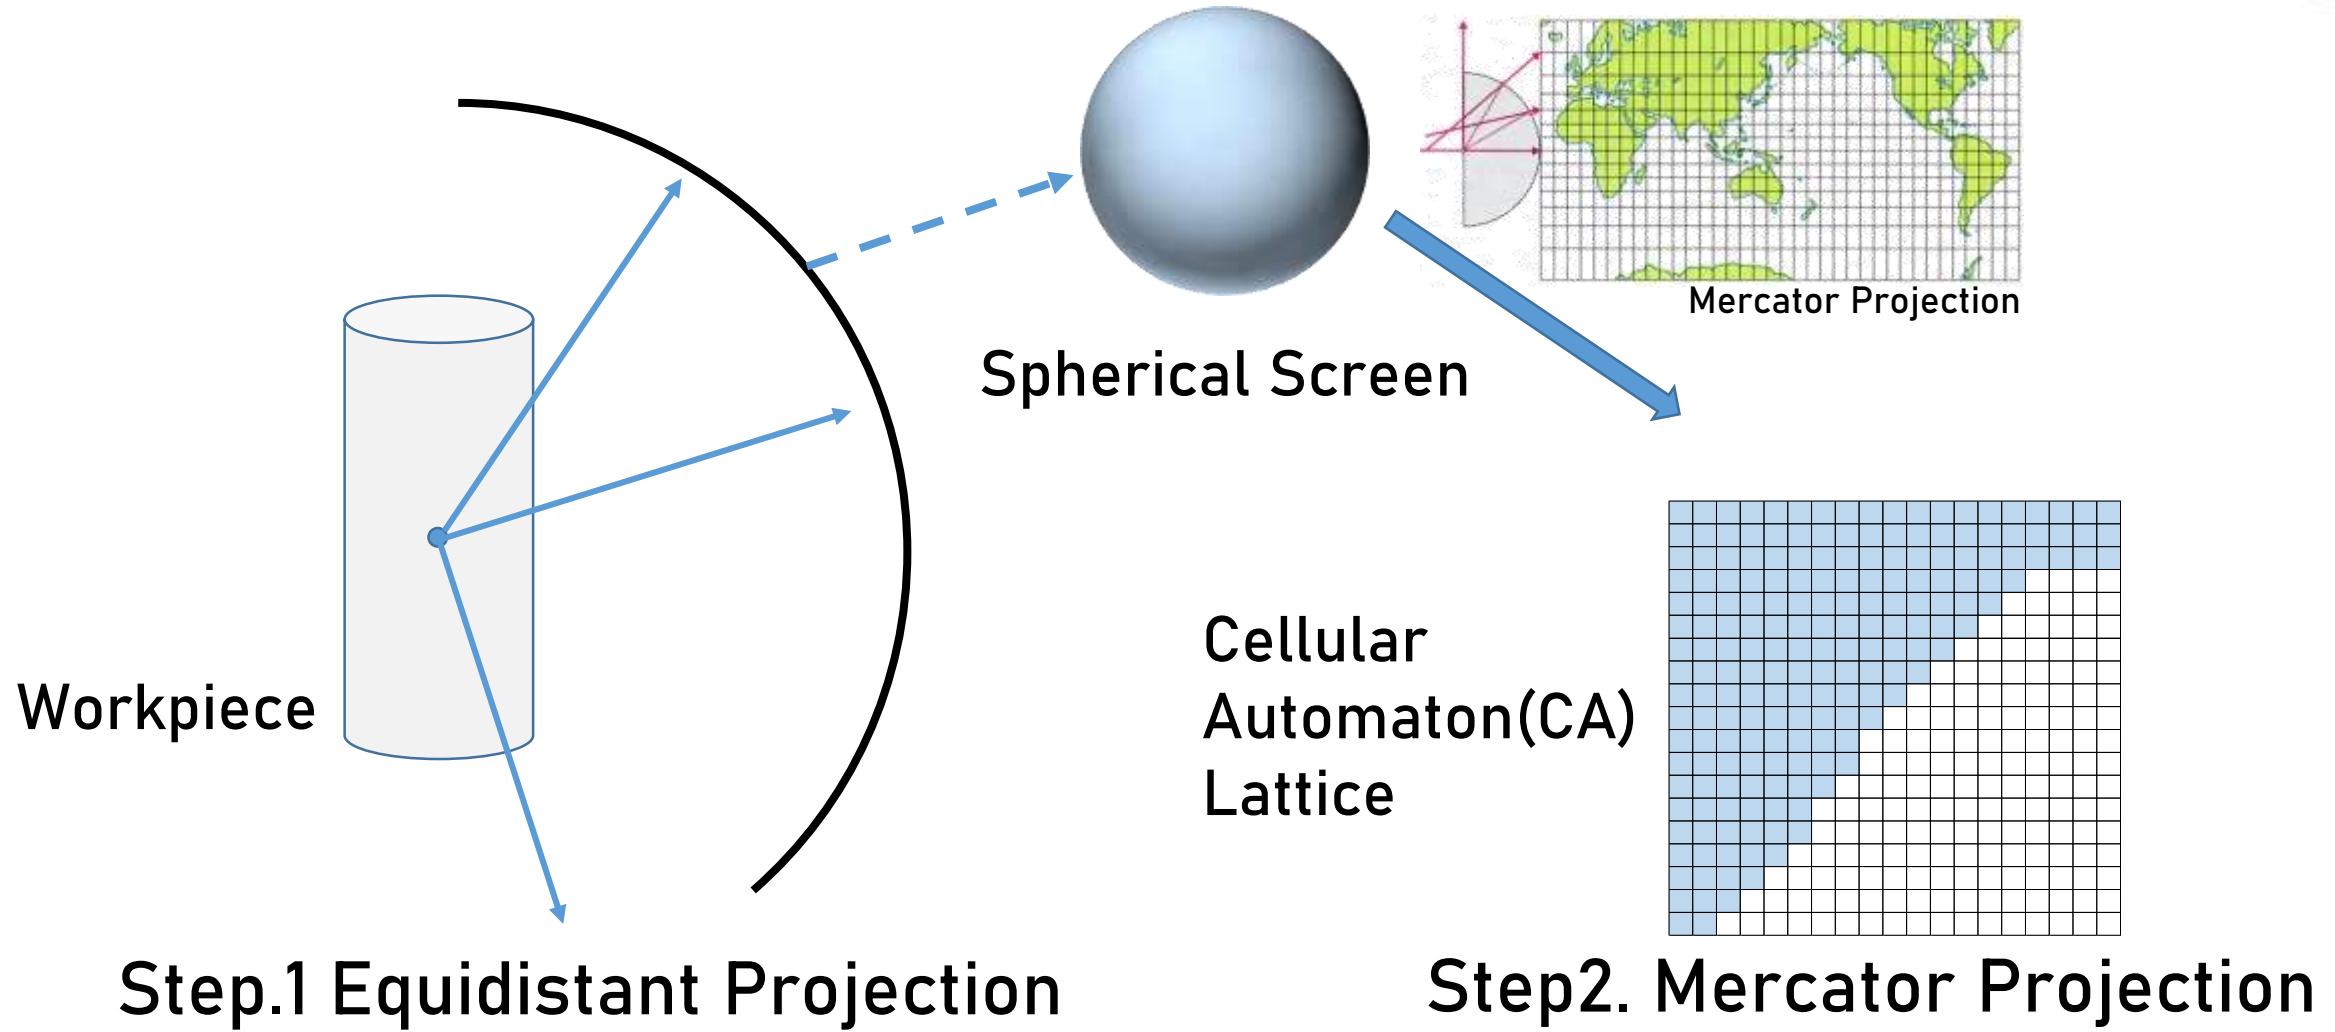 Mercator Projection
Spherical Screen
Workpiece
Cellular
Automaton(CA)
Lattice
Step.1 Equidistant Projection
Step2. Mercator Projection